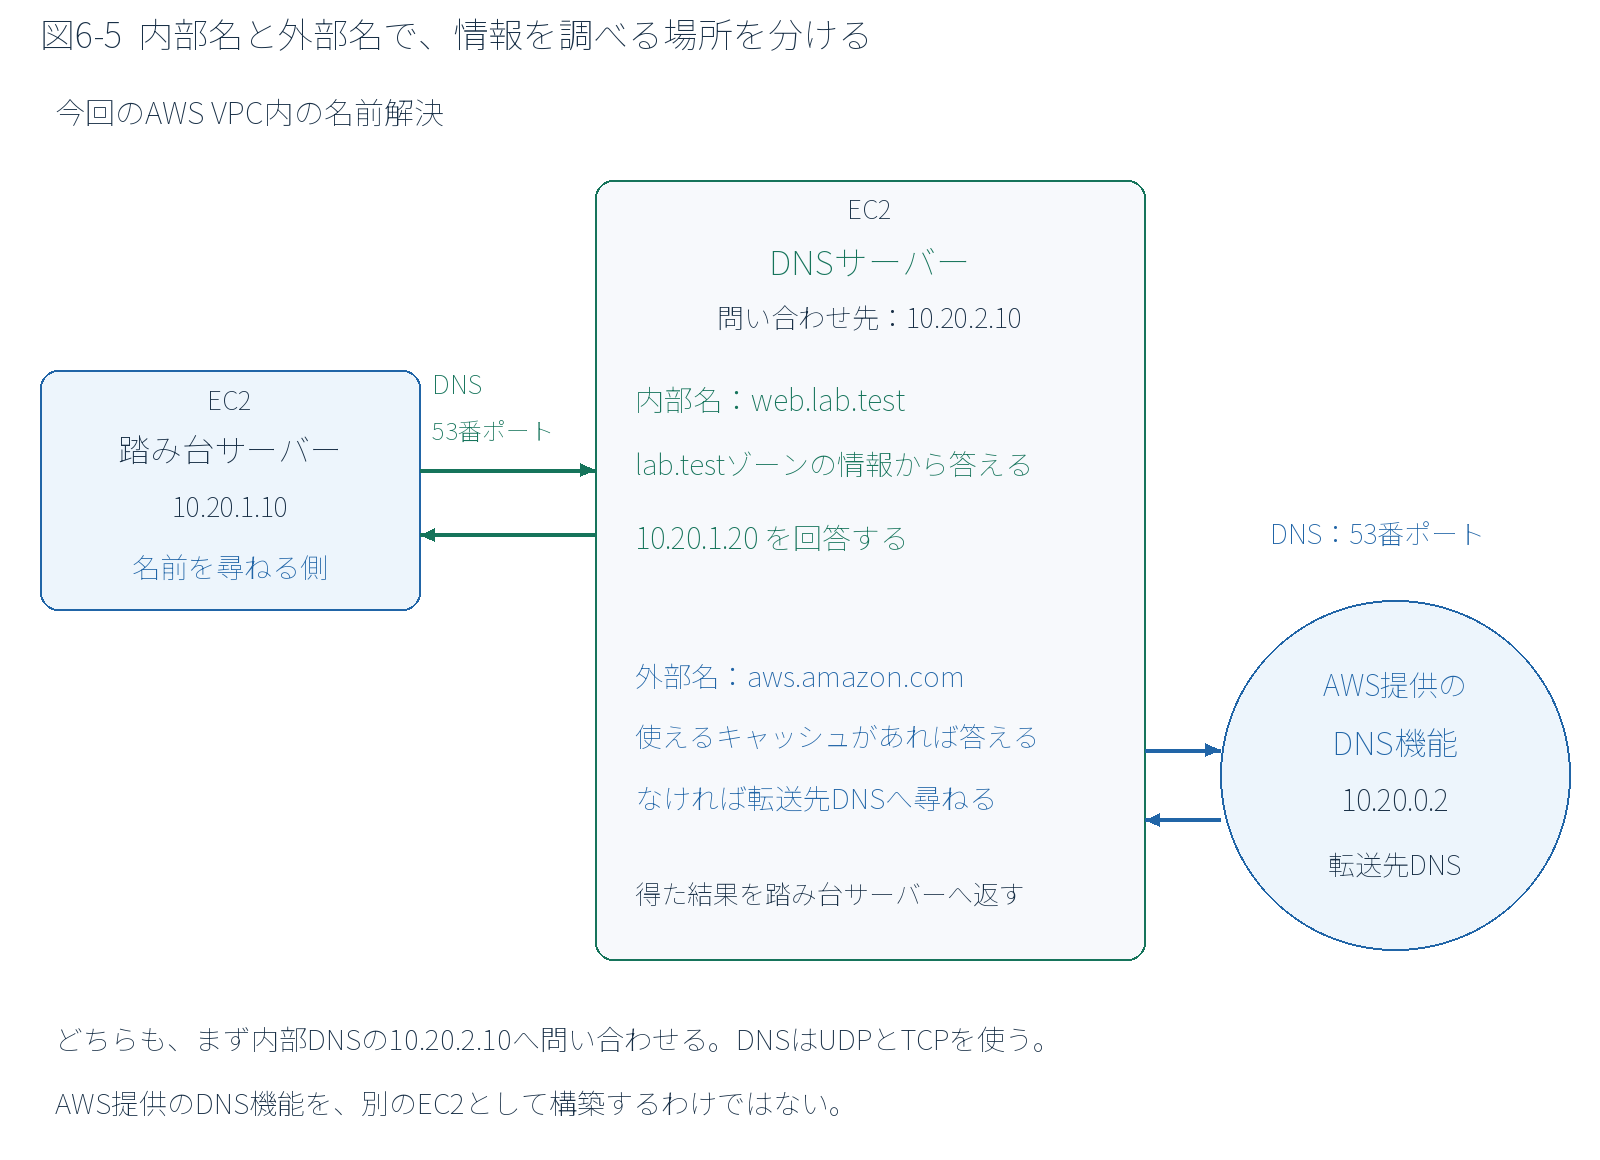 図6-5 内部名と外部名で、情報を調べる場所を分ける
今回のAWS VPC内の名前解決
EC2
踏み台サーバー
10.20.1.10
名前を尋ねる側
DNS
53番ポート
EC2
DNSサーバー
問い合わせ先：10.20.2.10
内部名：web.lab.test
lab.testゾーンの情報から答える
10.20.1.20 を回答する
外部名：aws.amazon.com
使えるキャッシュがあれば答える
なければ転送先DNSへ尋ねる
得た結果を踏み台サーバーへ返す
DNS：53番ポート
AWS提供の
DNS機能
10.20.0.2
転送先DNS
どちらも、まず内部DNSの10.20.2.10へ問い合わせる。DNSはUDPとTCPを使う。
AWS提供のDNS機能を、別のEC2として構築するわけではない。